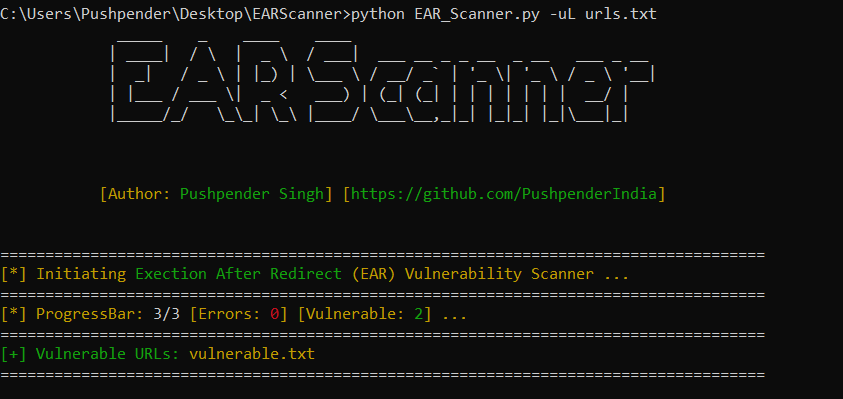 C:\Users\Pushpender\Desktop\EARScanner>python EAR_Scanner.py -uL urls.txt
EARScanner
[Author: Pushpender Singh] [https://github.com/PushpenderIndia]
=====================================================================================
[*] Initiating Exection After Redirect (EAR) Vulnerability Scanner ...
=====================================================================================
[*] ProgressBar: 3/3 [Errors: 0] [Vulnerable: 2] ...
=====================================================================================
[+] Vulnerable URLs: vulnerable.txt
=====================================================================================